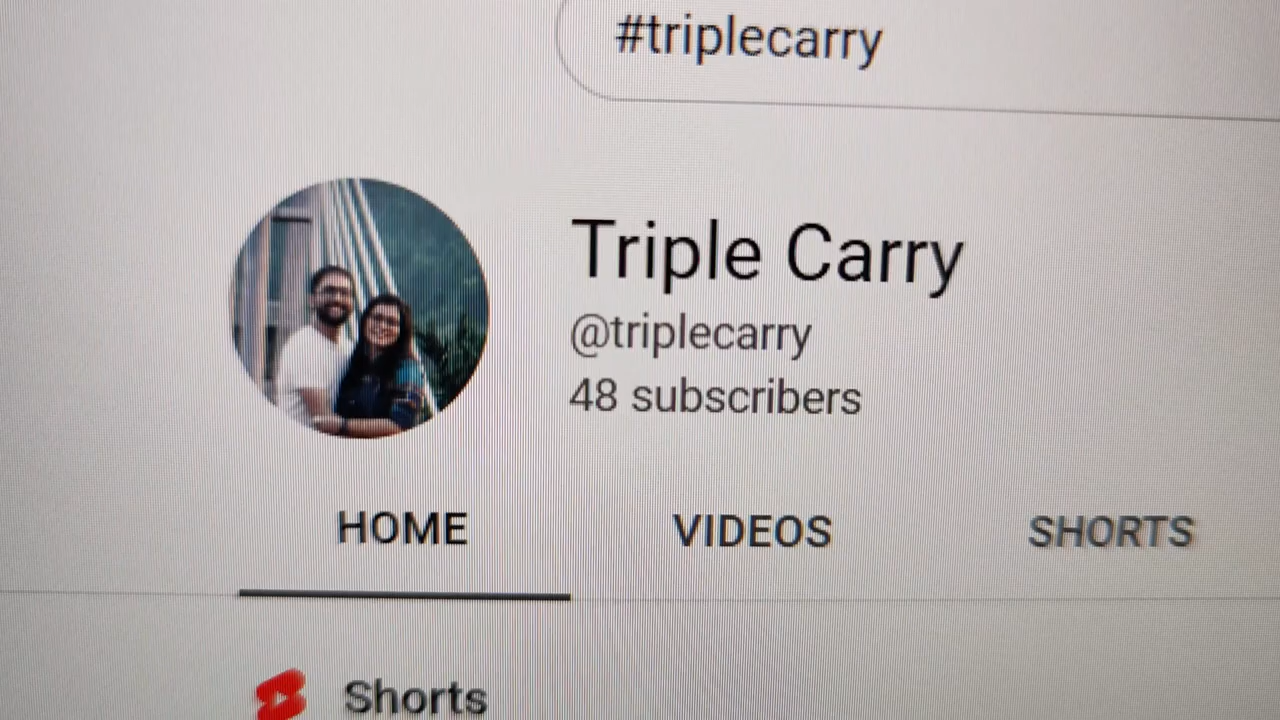 #triplecarry
Triple Carry
@triplecarry
48 subscribers
HOME VIDEOS SHORTS
Shorts